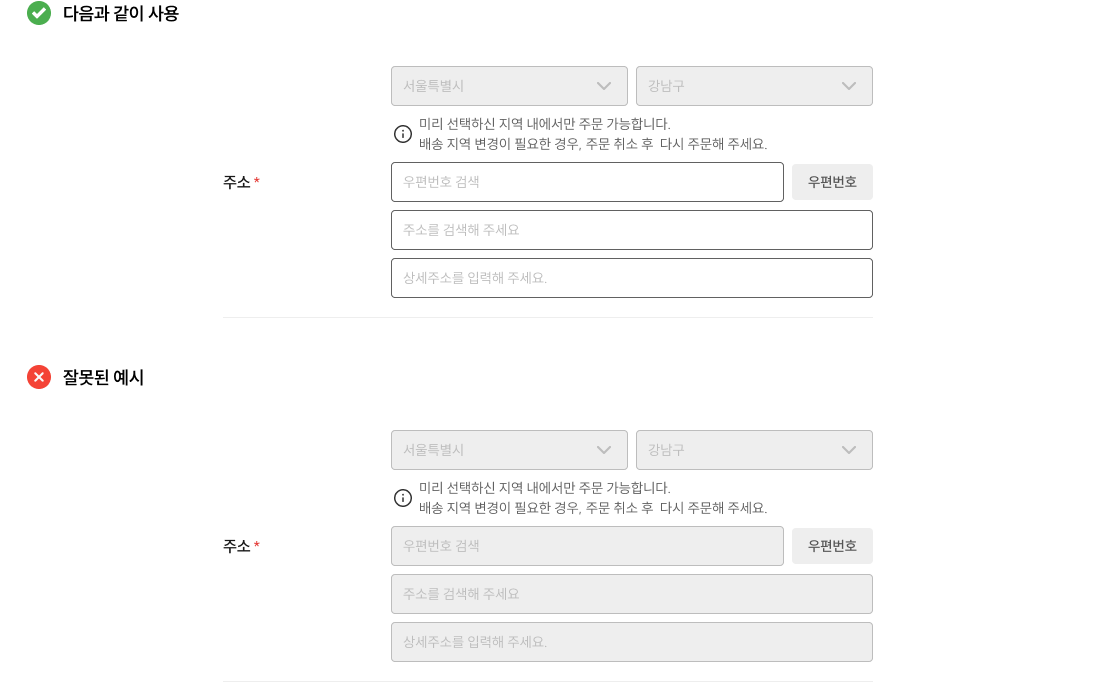 다음과 같이 사용
서울특별시 강남구
미리 선택하신 지역 내에서만 주문 가능합니다.
배송 지역 변경이 필요한 경우, 주문 취소 후 다시 주문해 주세요.
주소 * 우편번호 검색 우편번호
주소를 검색해 주세요
상세주소를 입력해 주세요.
잘못된 예시
서울특별시 강남구
미리 선택하신 지역 내에서만 주문 가능합니다.
배송 지역 변경이 필요한 경우, 주문 취소 후 다시 주문해 주세요.
주소 * 우편번호 검색 우편번호
주소를 검색해 주세요
상세주소를 입력해 주세요.